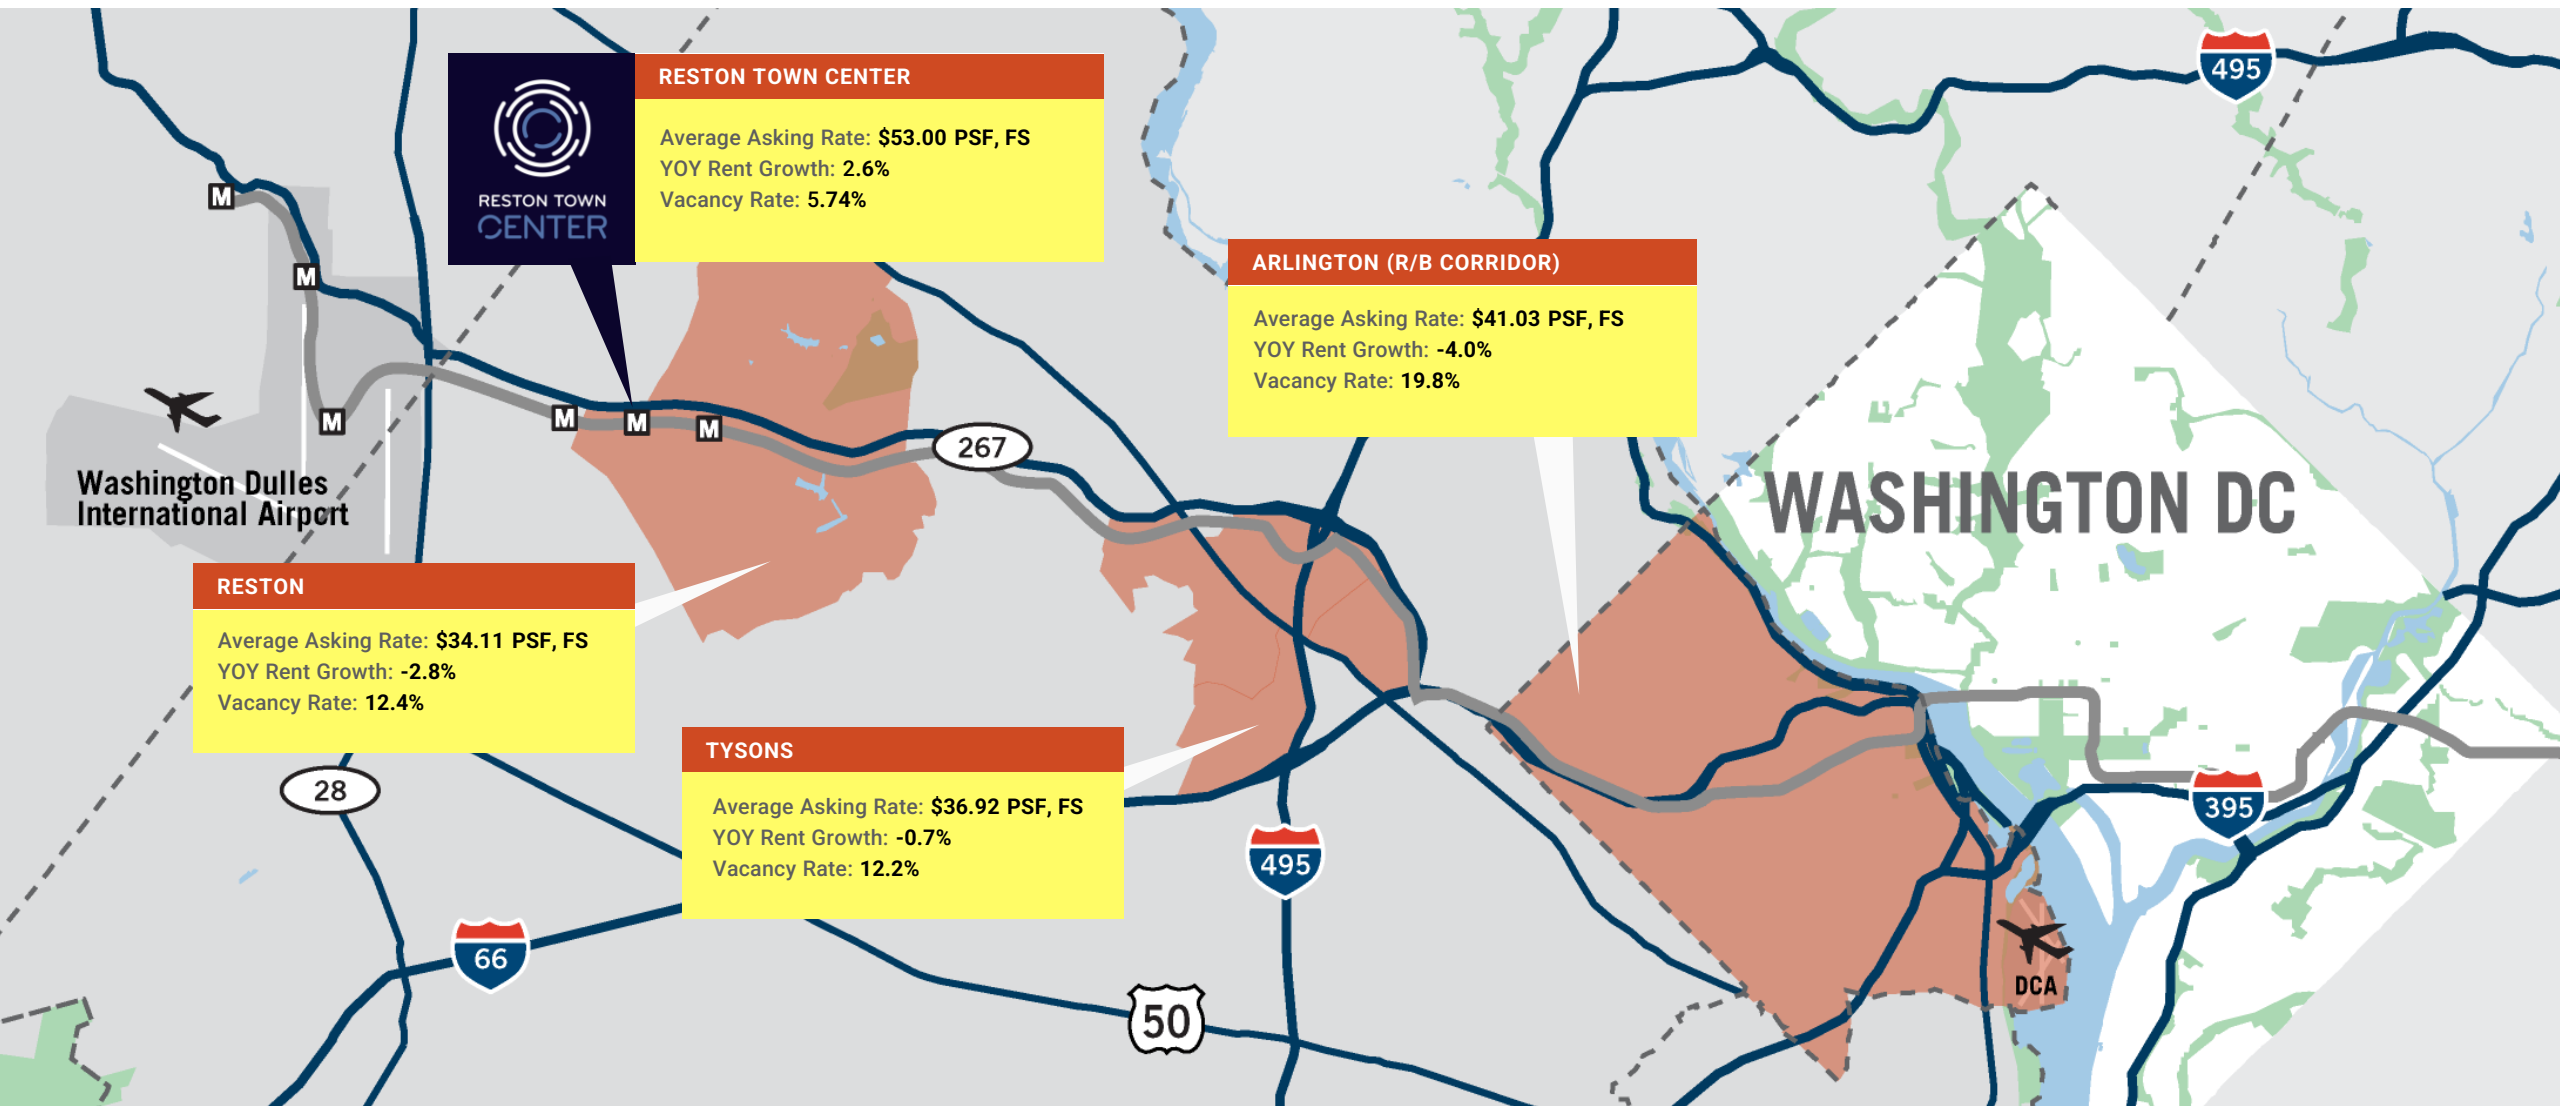 RESTON TOWN CENTER
Average Asking Rate: $53.00 PSF, FS
YOY Rent Growth: 2.6%
Vacancy Rate: 5.74%
RESTON TOWN
CENTER
495
M
M
M
M
M
M
ARLINGTON (R/B CORRIDOR)
Average Asking Rate: $41.03 PSF, FS
YOY Rent Growth: -4.0%
Vacancy Rate: 19.8%
267
Washington Dulles
International Airport
WASHINGTON DC
RESTON
Average Asking Rate: $34.11 PSF, FS
YOY Rent Growth: -2.8%
Vacancy Rate: 12.4%
TYSONS
Average Asking Rate: $36.92 PSF, FS
YOY Rent Growth: -0.7%
Vacancy Rate: 12.2%
28
395
495
66
DCA
50